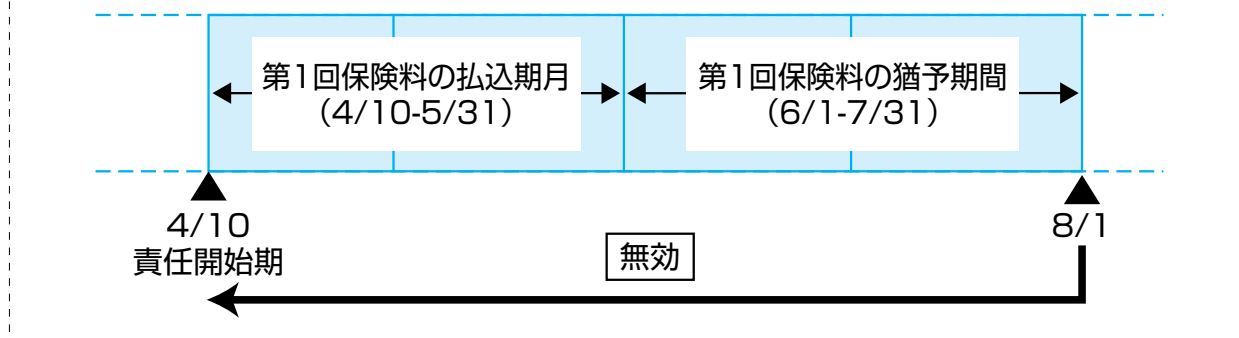 第1回保険料の払込期月
（4/10-5/31）
第1回保険料の猶予期間
（6/1-7/31）
4/10
責任開始期
無効
8/1